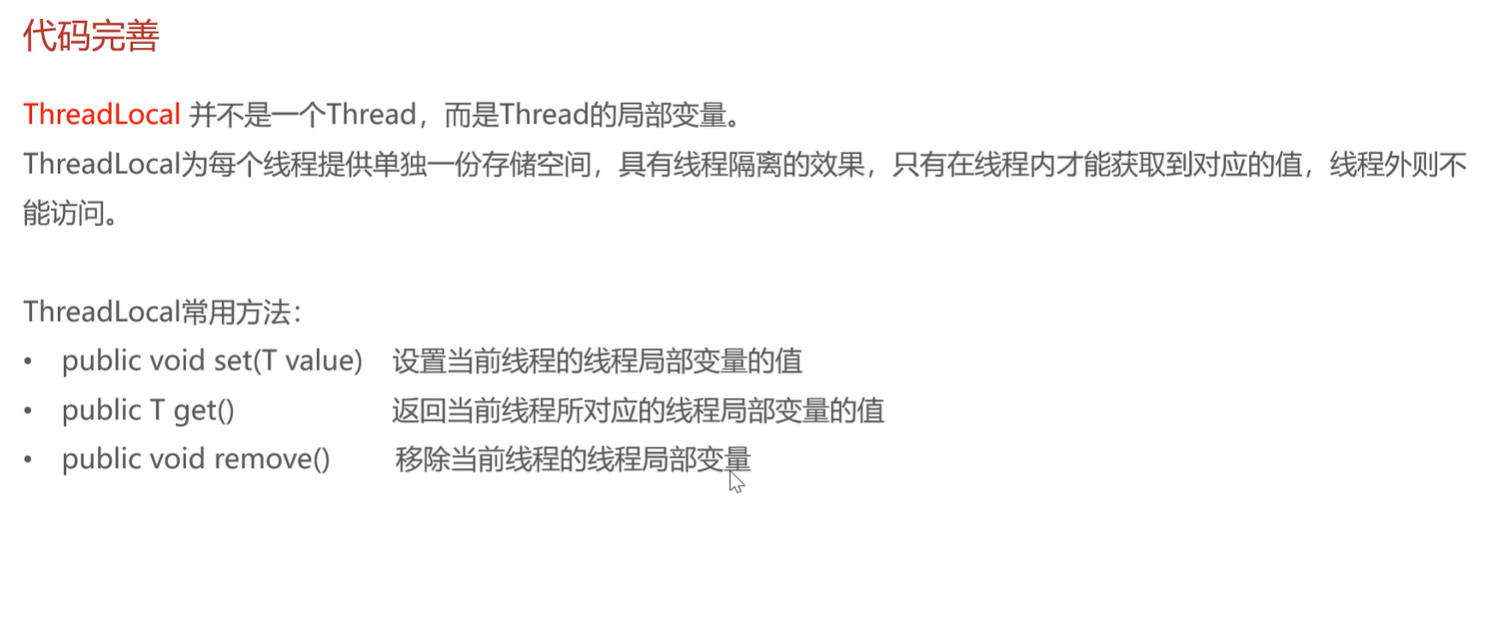 代码完善
ThreadLocal 并不是一个Thread，而是Thread的局部变量。
ThreadLocal为每个线程提供单独一份存储空间，具有线程隔离的效果，只有在线程内才能获取到对应的值，线程外则不
能访问。
ThreadLocal常用方法：
• public void set(T value) 设置当前线程的线程局部变量的值
• public T get() 返回当前线程所对应的线程局部变量的值
• public void remove() 移除当前线程的线程局部变量